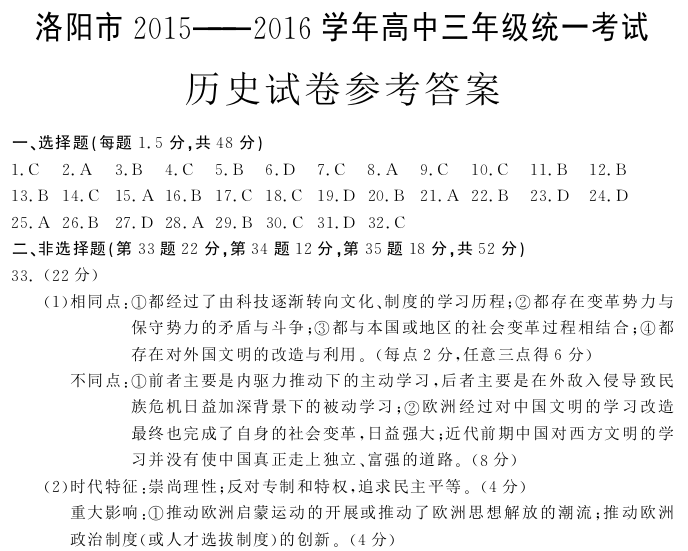 洛阳市 2015——2016 学年高中三年级统一考试
历史试卷参考答案
一、选择题(每题 1.5 分,共 48 分)
1.C 2.A 3.B 4.C 5.B 6.D 7.C 8.A 9.C 10.C 11.B 12.B
13.B 14.C 15.A 16.B 17.C 18.C 19.D 20.B 21.A 22.B 23.D 24.D
25.A 26.B 27.D 28.A 29.B 30.C 31.D 32.C
二、非选择题(第 33 题 22 分,第 34 题 12 分,第 35 题 18 分,共 52 分)
33.(22 分)
(1)相同点:①都经过了由科技逐渐转向文化、制度的学习历程;②都存在变革势力与
保守势力的矛盾与斗争;③都与本国或地区的社会变革过程相结合;④都
存在对外国文明的改造与利用。(每点 2 分,任意三点得 6 分)
不同点:①前者主要是内驱力推动下的主动学习,后者主要是在外敌入侵导致民
族危机日益加深背景下的被动学习;②欧洲经过对中国文明的学习改造
最终也完成了自身的社会变革,日益强大;近代前期中国对西方文明的学
习并没有使中国真正走上独立、富强的道路。(8 分)
(2)时代特征:崇尚理性;反对专制和特权,追求民主平等。(4 分)
重大影响:①推动欧洲启蒙运动的开展或推动了欧洲思想解放的潮流;推动欧洲
政治制度(或人才选拔制度)的创新。(4 分)